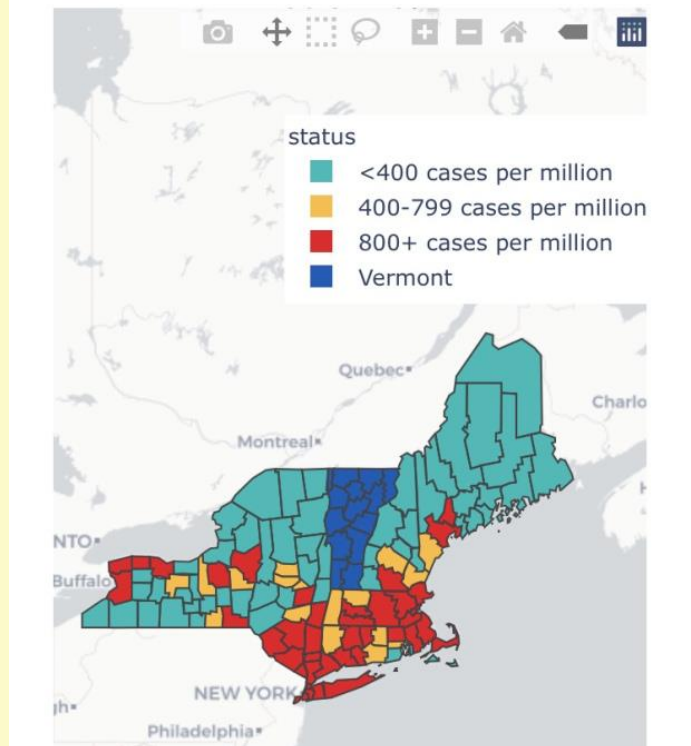 status
<400 cases per million
400-799 cases per million
800+ cases per million
Vermont
Quebec
Charlo
Montreal
NTO
Buffalo
NEW YORK
gh
Philadelphia